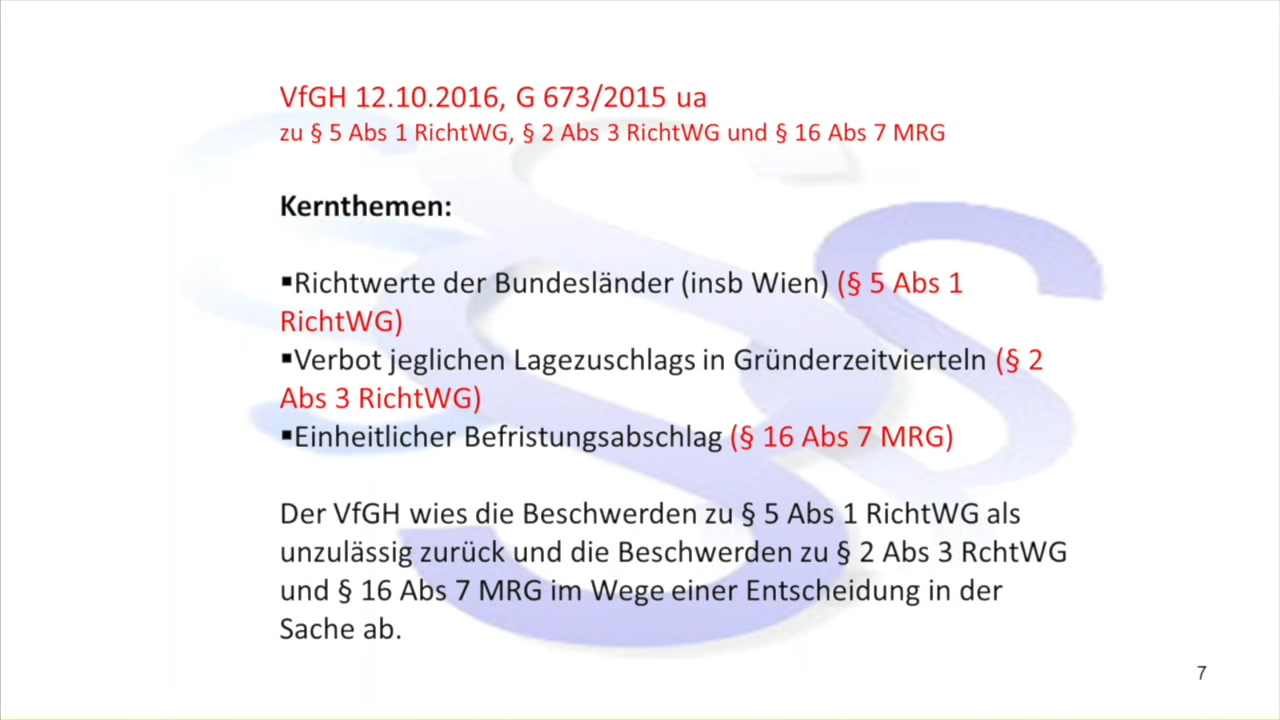 VfGH 12.10.2016, G 673/2015 ua
zu § 5 Abs 1 RichtWG, § 2 Abs 3 RichtWG und § 16 Abs 7 MRG
Kernthemen:
▪Richtwerte der Bundesländer (insb Wien) (§ 5 Abs 1
RichtWG)
▪Verbot jeglichen Lagezuschlags in Gründerzeitvierteln (§ 2
Abs 3 RichtWG)
▪Einheitlicher Befristungsabschlag (§ 16 Abs 7 MRG)
Der VfGH wies die Beschwerden zu § 5 Abs 1 RichtWG als
unzulässig zurück und die Beschwerden zu § 2 Abs 3 RchtWG
und § 16 Abs 7 MRG im Wege einer Entscheidung in der
Sache ab.
7